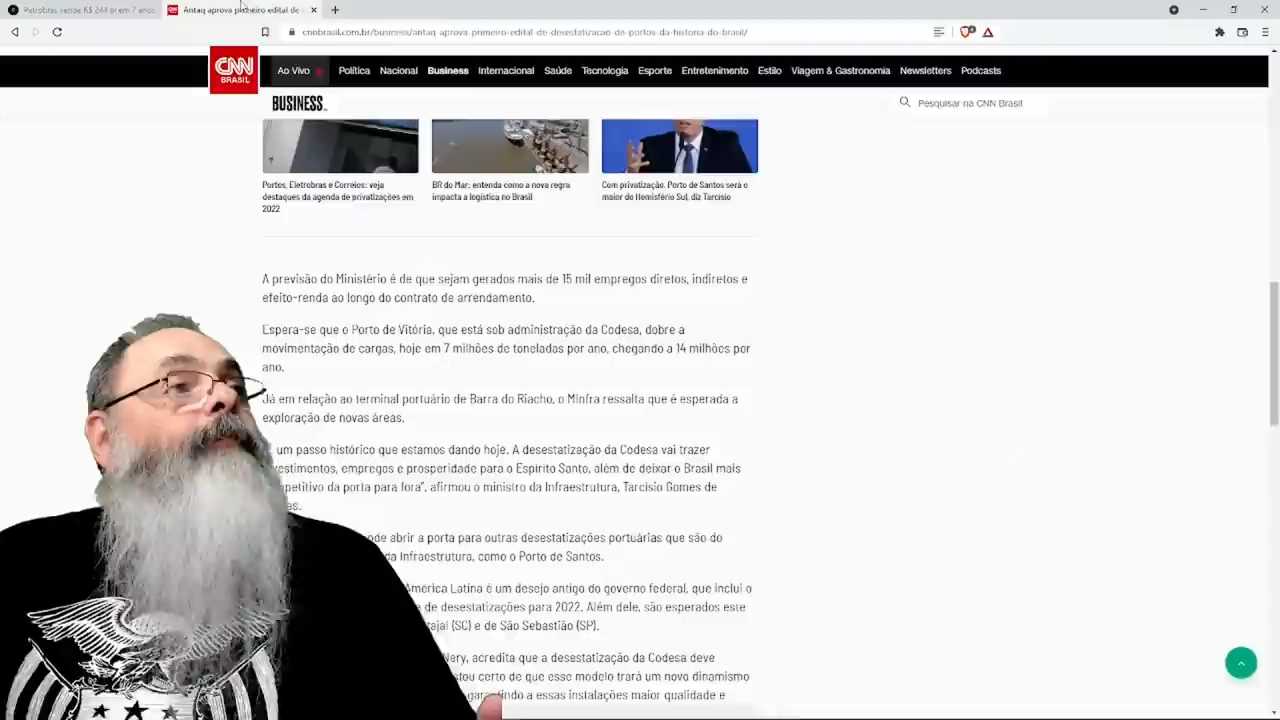 Petrobras vende R$ 244 bi em 7 anos
Antaq aprova primeiro edital de
cnnbrasil.com.br/business/antaq-aprova-primeiro-edital-de-desestatizacao-de-portos-da-historia-do-brasil/
CNN
BRASIL
Ao Vivo
Política
Nacional
Business
Internacional
Saúde
Tecnologia
Esporte
Entretenimento
Estilo
Viagem & Gastronomia
Newsletters
Podcasts
BUSINESS
Pesquisar na CNN Brasil
Portos, Eletrobras e Correios: veja
destaques da agenda de privatizações em
2022
BR do Mar: entenda como a nova regra
impacta a logística no Brasil
Com privatização, Porto de Santos será o
maior do Hemisfério Sul, diz Tarcísio
A previsão do Ministério é de que sejam gerados mais de 15 mil empregos diretos, indiretos e
efeito-renda ao longo do contrato de arrendamento.
Espera-se que o Porto de Vitória, que está sob administração da Codesa, dobre a
movimentação de cargas, hoje em 7 milhões de toneladas por ano, chegando a 14 milhões por
ano.
Já em relação ao terminal portuário de Barra do Riacho, o MInfra ressalta que é esperada a
exploração de novas áreas.
um passo histórico que estamos dando hoje. A desestatização da Codesa vai trazer
vestimentos, empregos e prosperidade para o Espírito Santo, além de deixar o Brasil mais
petitivo da porta para fora", afirmou o ministro da Infraestrutura, Tarcísio Gomes de
as.
ode abrir a porta para outras desestatizações portuárias que são do
da Infraestrutura, como o Porto de Santos.
América Latina é um desejo antigo do governo federal, que inclui o
de desestatizações para 2022. Além dele, são esperados este
tajaí (SC) e de São Sebastião (SP).
Nery, acredita que a desestatização da Codesa deve
stou certo de que esse modelo trará um novo dinamismo
garantindo a essas instalações maior qualidade e